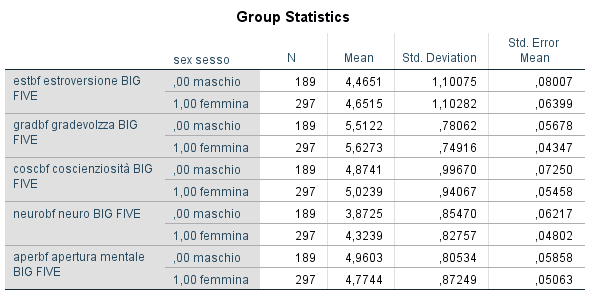 Group Statistics
sex sesso N Mean Std. Deviation Std. Error Mean
estbf estroversione BIG FIVE ,00 maschio 189 4,4651 1,10075 ,08007
1,00 femmina 297 4,6515 1,10282 ,06399
gradbf gradevolzza BIG FIVE ,00 maschio 189 5,5122 ,78062 ,05678
1,00 femmina 297 5,6273 ,74916 ,04347
coscbf coscienziosità BIG FIVE ,00 maschio 189 4,8741 ,99670 ,07250
1,00 femmina 297 5,0239 ,94067 ,05458
neurobf neuro BIG FIVE ,00 maschio 189 3,8725 ,85470 ,06217
1,00 femmina 297 4,3239 ,82757 ,04802
aperbf apertura mentale BIG FIVE ,00 maschio 189 4,9603 ,80534 ,05858
1,00 femmina 297 4,7744 ,87249 ,05063